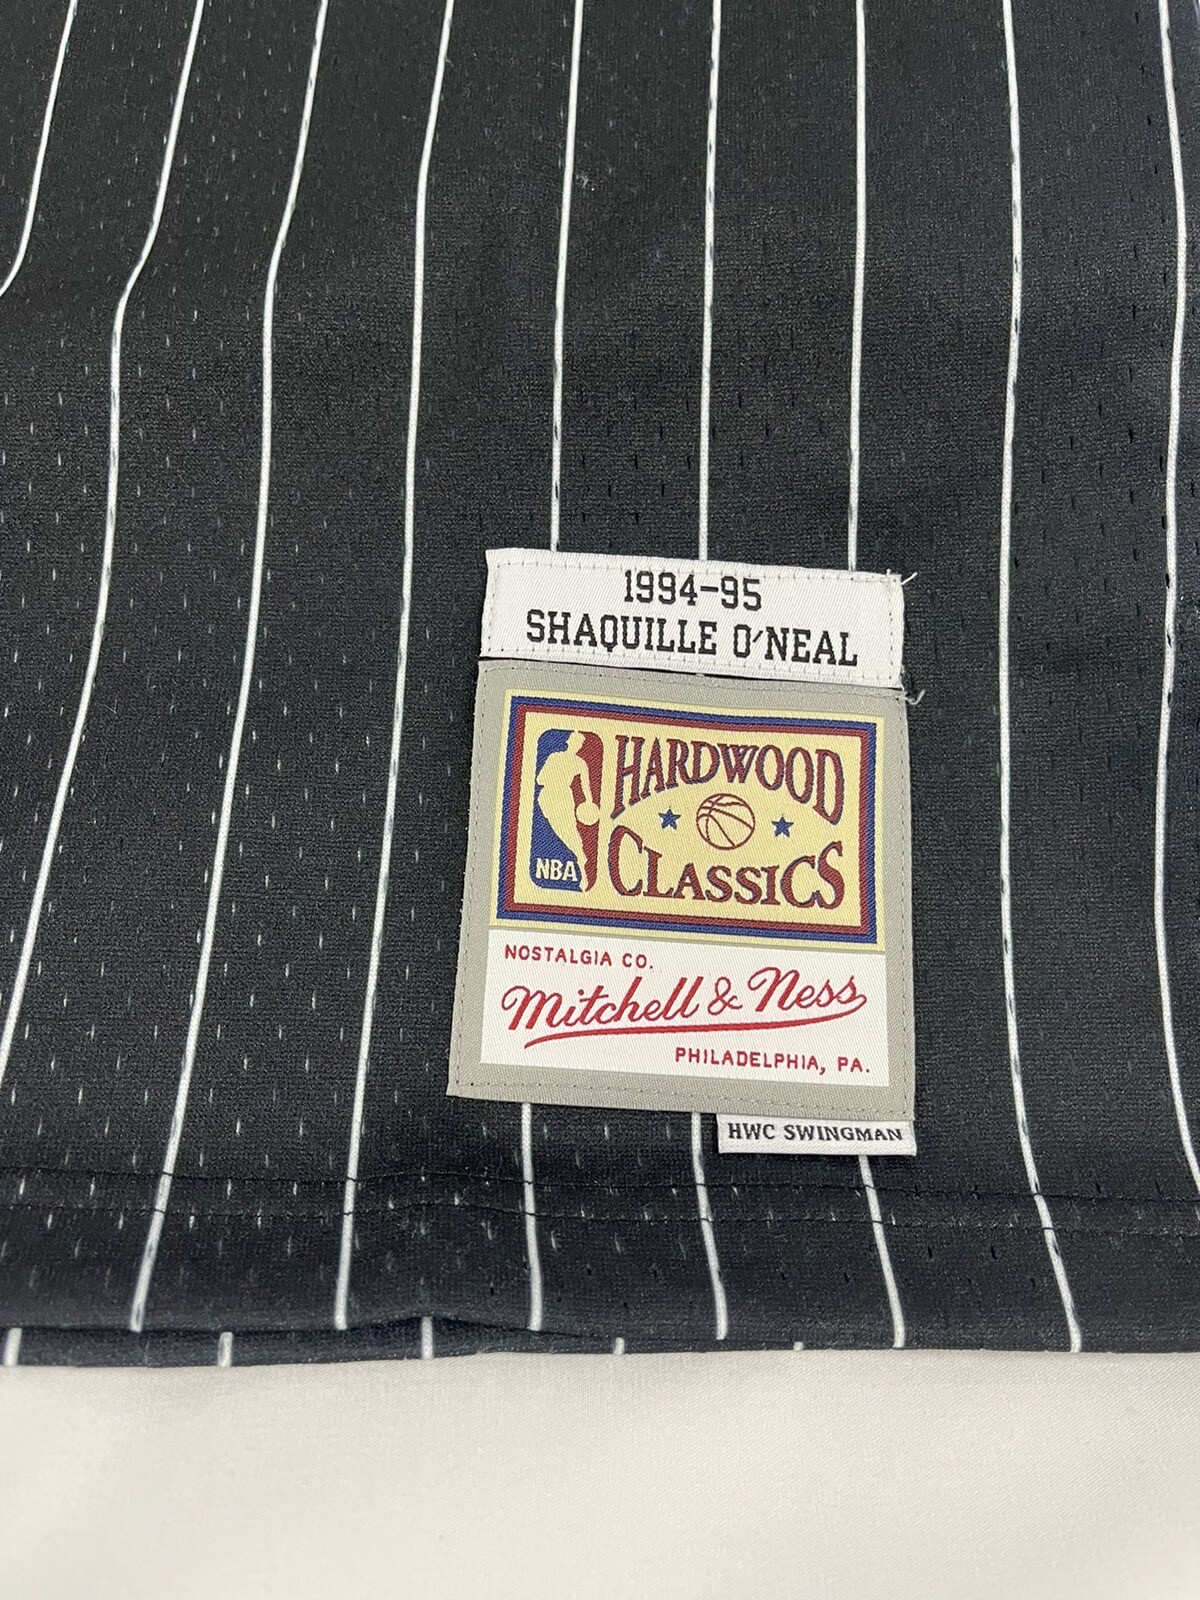 1994-95
SHAQUILLE O'NEAL
HARDWOOD
CLASSICS
NBA
NOSTALGIA CO.
Mitchell & Ness
PHILADELPHIA, PA.
HWC SWINGMAN